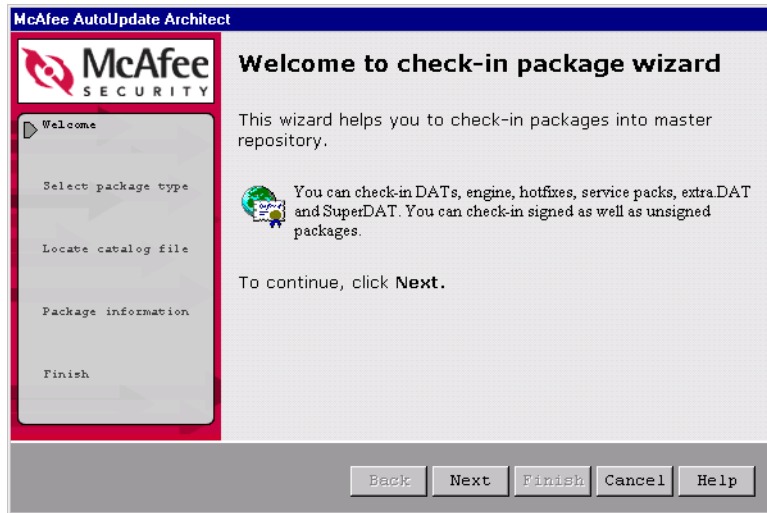 McAfee AutoUpdate Architect
McAfee
SECURITY
Welcome
Select package type
Locate catalog file
Package information
Finish
Welcome to check-in package wizard
This wizard helps you to check-in packages into master
repository.
You can check-in DATs, engine, hotfixes, service packs, extra.DAT
and SuperDAT. You can check-in signed as well as unsigned
packages.
To continue, click Next.
Back
Next
Finish
Cancel
Help